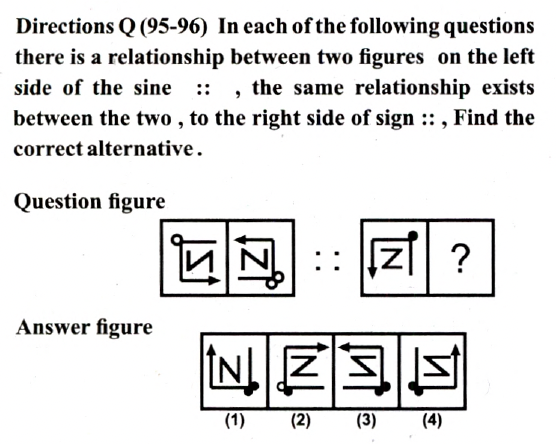 Directions Q (95-96) In each of the following questions
there is a relationship between two figures on the left
side of the sine :: , the same relationship exists
between the two , to the right side of sign :: , Find the
correct alternative .
Question figure
:: ?
Answer figure
(1) (2) (3) (4)